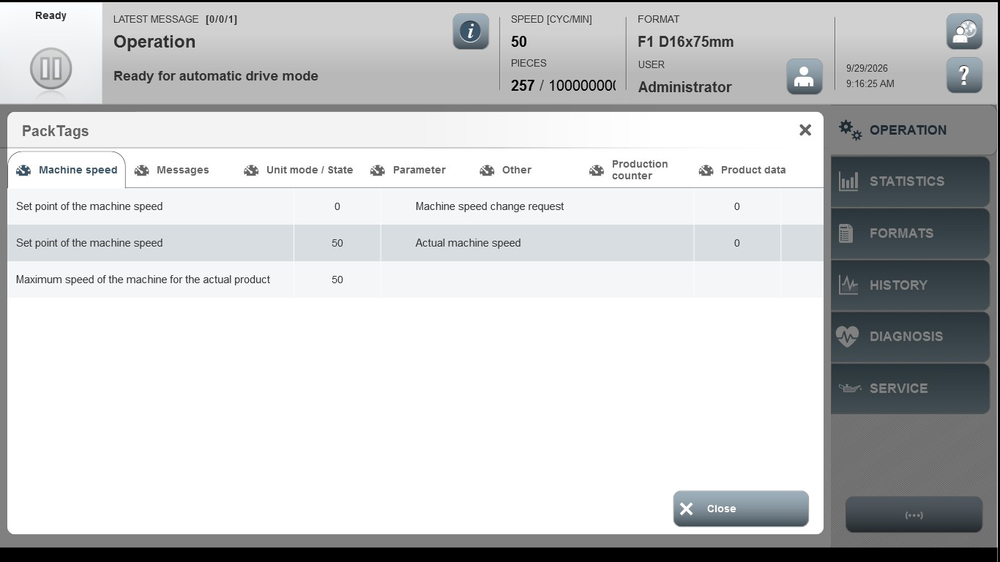 Ready
LATEST MESSAGE [0/0/1]
Operation
Ready for automatic drive mode
i
SPEED [CYC/MIN]
50
PIECES
257 / 10000000
FORMAT
F1 D16x75mm
USER
Administrator
9/29/2026
9:16:25 AM
?
PackTags
Machine speed
Messages
Unit mode / State
Parameter
Other
Production
counter
Product data
Set point of the machine speed 0 Machine speed change request 0
Set point of the machine speed 50 Actual machine speed 0
Maximum speed of the machine for the actual product 50
Close
OPERATION
STATISTICS
FORMATS
HISTORY
DIAGNOSIS
SERVICE
(•••)